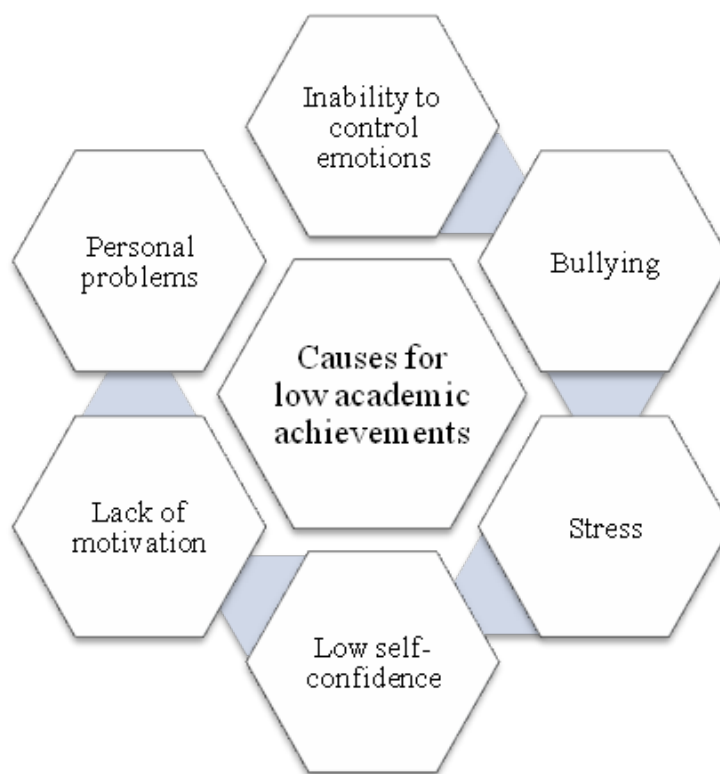 Inability to
control
emotions
Personal
problems
Bullying
Causes for
low academic
achievements
Lack of
motivation
Stress
Low self-
confidence